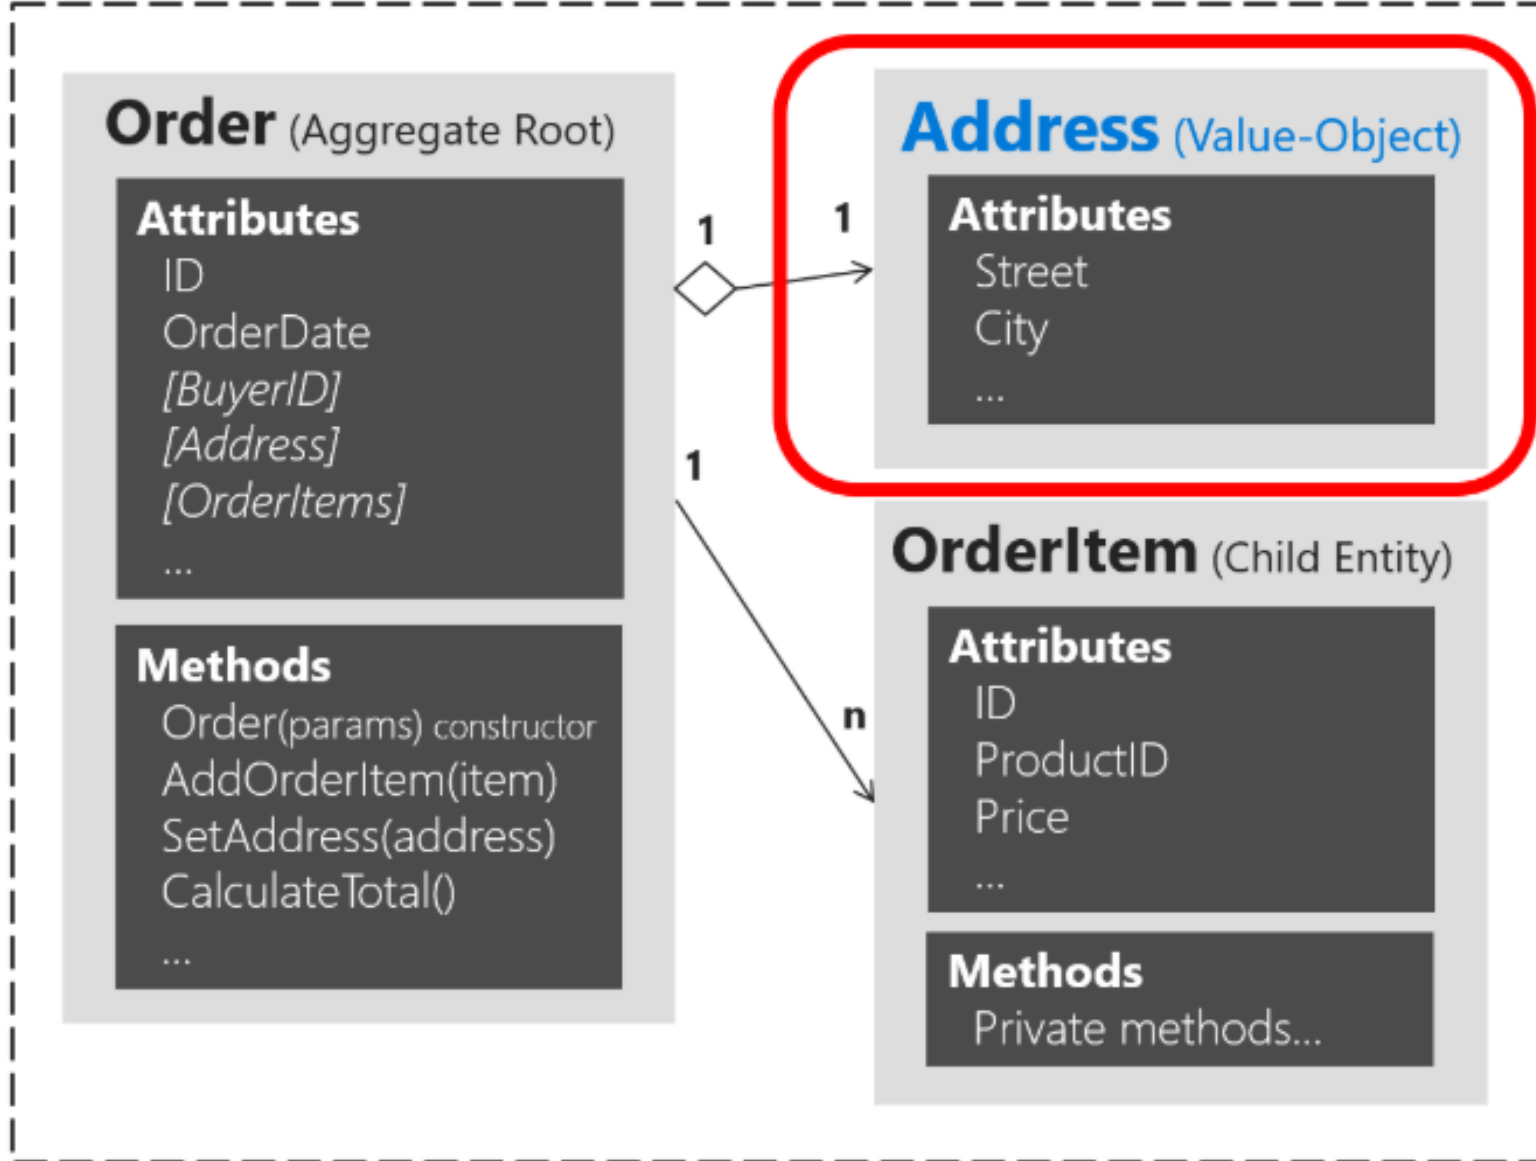 Order (Aggregate Root)
Attributes
ID
OrderDate
[BuyerID]
[Address]
[OrderItems]
...
Methods
Order(params) constructor
AddOrderItem(item)
SetAddress(address)
CalculateTotal()
...
1
1
1
n
Address (Value-Object)
Attributes
Street
City
...
OrderItem (Child Entity)
Attributes
ID
ProductID
Price
...
Methods
Private methods...